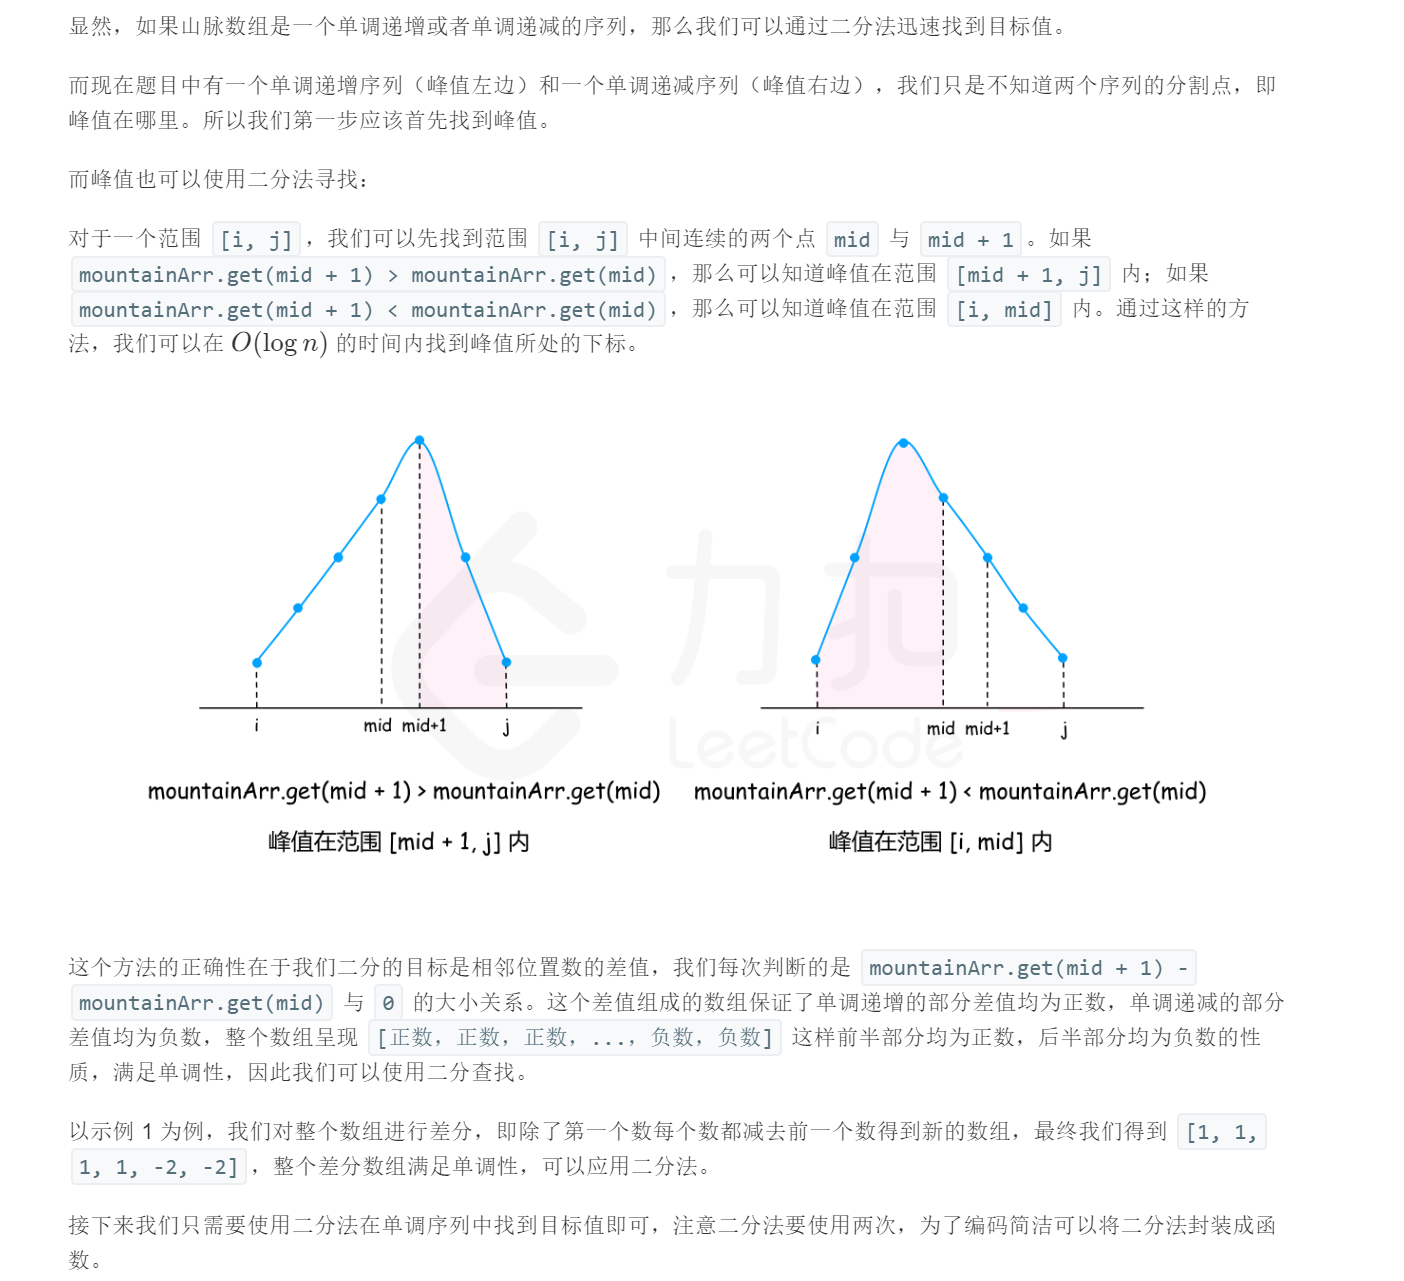 显然，如果山脉数组是一个单调递增或者单调递减的序列，那么我们可以通过二分法迅速找到目标值。
而现在题目中有一个单调递增序列（峰值左边）和一个单调递减序列（峰值右边），我们只是不知道两个序列的分割点，即
峰值在哪里。所以我们第一步应该首先找到峰值。
而峰值也可以使用二分法寻找：
对于一个范围 [i, j]，我们可以先找到范围 [i, j] 中间连续的两个点 mid 与 mid + 1。如果
mountainArr.get(mid + 1) > mountainArr.get(mid)，那么可以知道峰值在范围 [mid + 1, j] 内；如果
mountainArr.get(mid + 1) < mountainArr.get(mid)，那么可以知道峰值在范围 [i, mid] 内。通过这样的方
法，我们可以在 O(log n) 的时间内找到峰值所处的下标。
力扣
LeetCode
i mid mid+1 j
i mid mid+1 j
mountainArr.get(mid + 1) > mountainArr.get(mid)
峰值在范围 [mid + 1, j] 内
mountainArr.get(mid + 1) < mountainArr.get(mid)
峰值在范围 [i, mid] 内
这个方法的正确性在于我们二分的目标是相邻位置数的差值，我们每次判断的是 mountainArr.get(mid + 1) -
mountainArr.get(mid) 与 0 的大小关系。这个差值组成的数组保证了单调递增的部分差值均为正数，单调递减的部分
差值均为负数，整个数组呈现 [正数，正数，正数，...，负数，负数] 这样前半部分均为正数，后半部分均为负数的性
质，满足单调性，因此我们可以使用二分查找。
以示例 1 为例，我们对整个数组进行差分，即除了第一个数每个数都减去前一个数得到新的数组，最终我们得到 [1, 1,
1, 1, -2, -2]，整个差分数组满足单调性，可以应用二分法。
接下来我们只需要使用二分法在单调序列中找到目标值即可，注意二分法要使用两次，为了编码简洁可以将二分法封装成函
数。